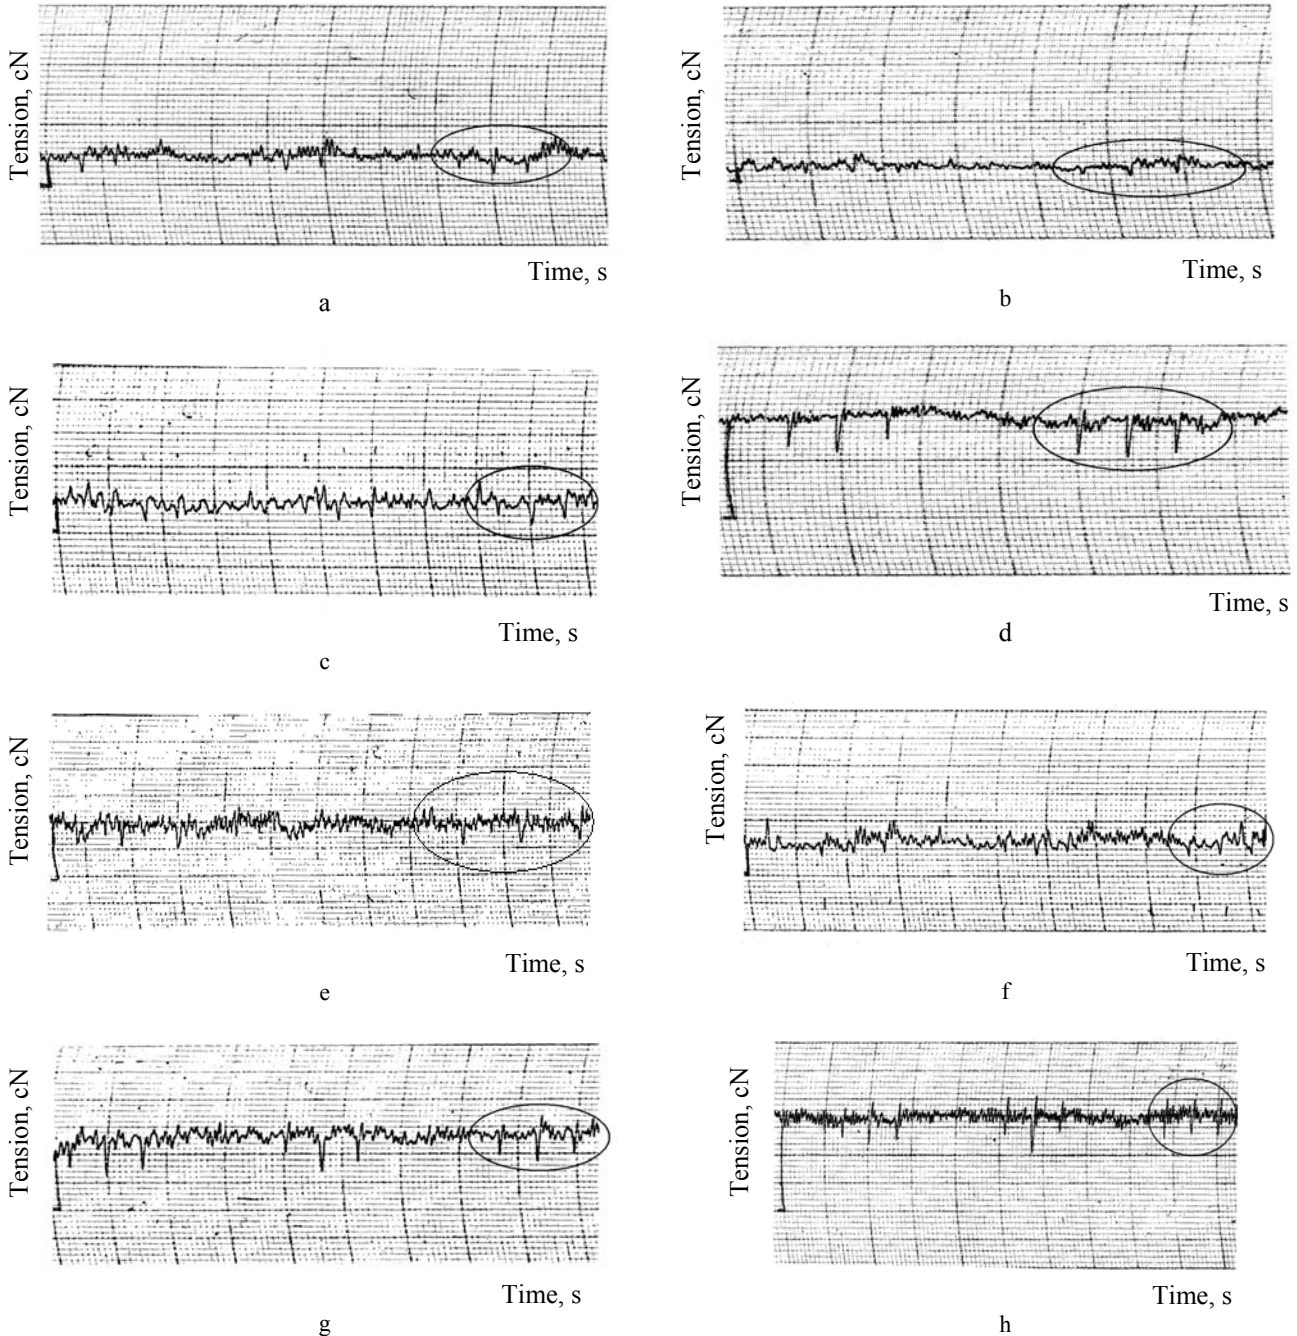 Tension, cN
Tension, cN
Time, s
Time, s
a
b
Tension, cN
Tension, cN
Time, s
Time, s
c
d
Tension, cN
Tension, cN
Time, s
Time, s
e
f
Tension, cN
Tension, cN
Time, s
Time, s
g
h